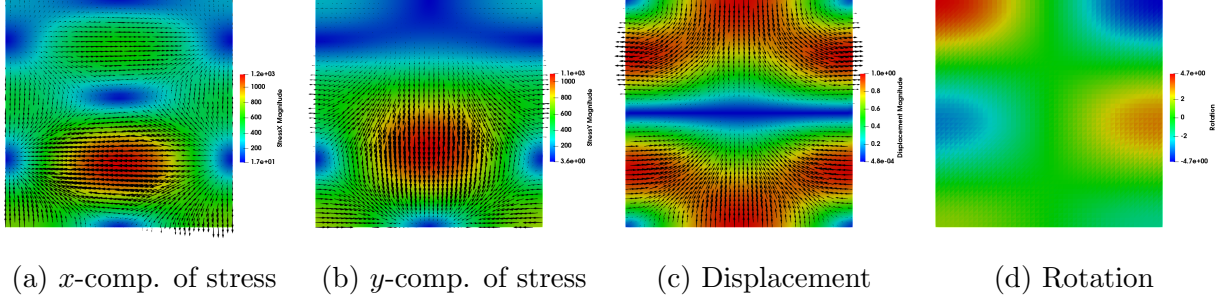 1.2e+03
1000
800
600
400
200
1.7e+01
StressX Magnitude
1.1e+03
1000
800
600
400
200
3.6e+00
StressY Magnitude
1.0e+00
0.8
0.6
0.4
0.2
4.8e-04
Displacement Magnitude
4.7e+00
2
0
-2
-4.7e+00
Rotation
(a) x-comp. of stress
(b) y-comp. of stress
(c) Displacement
(d) Rotation